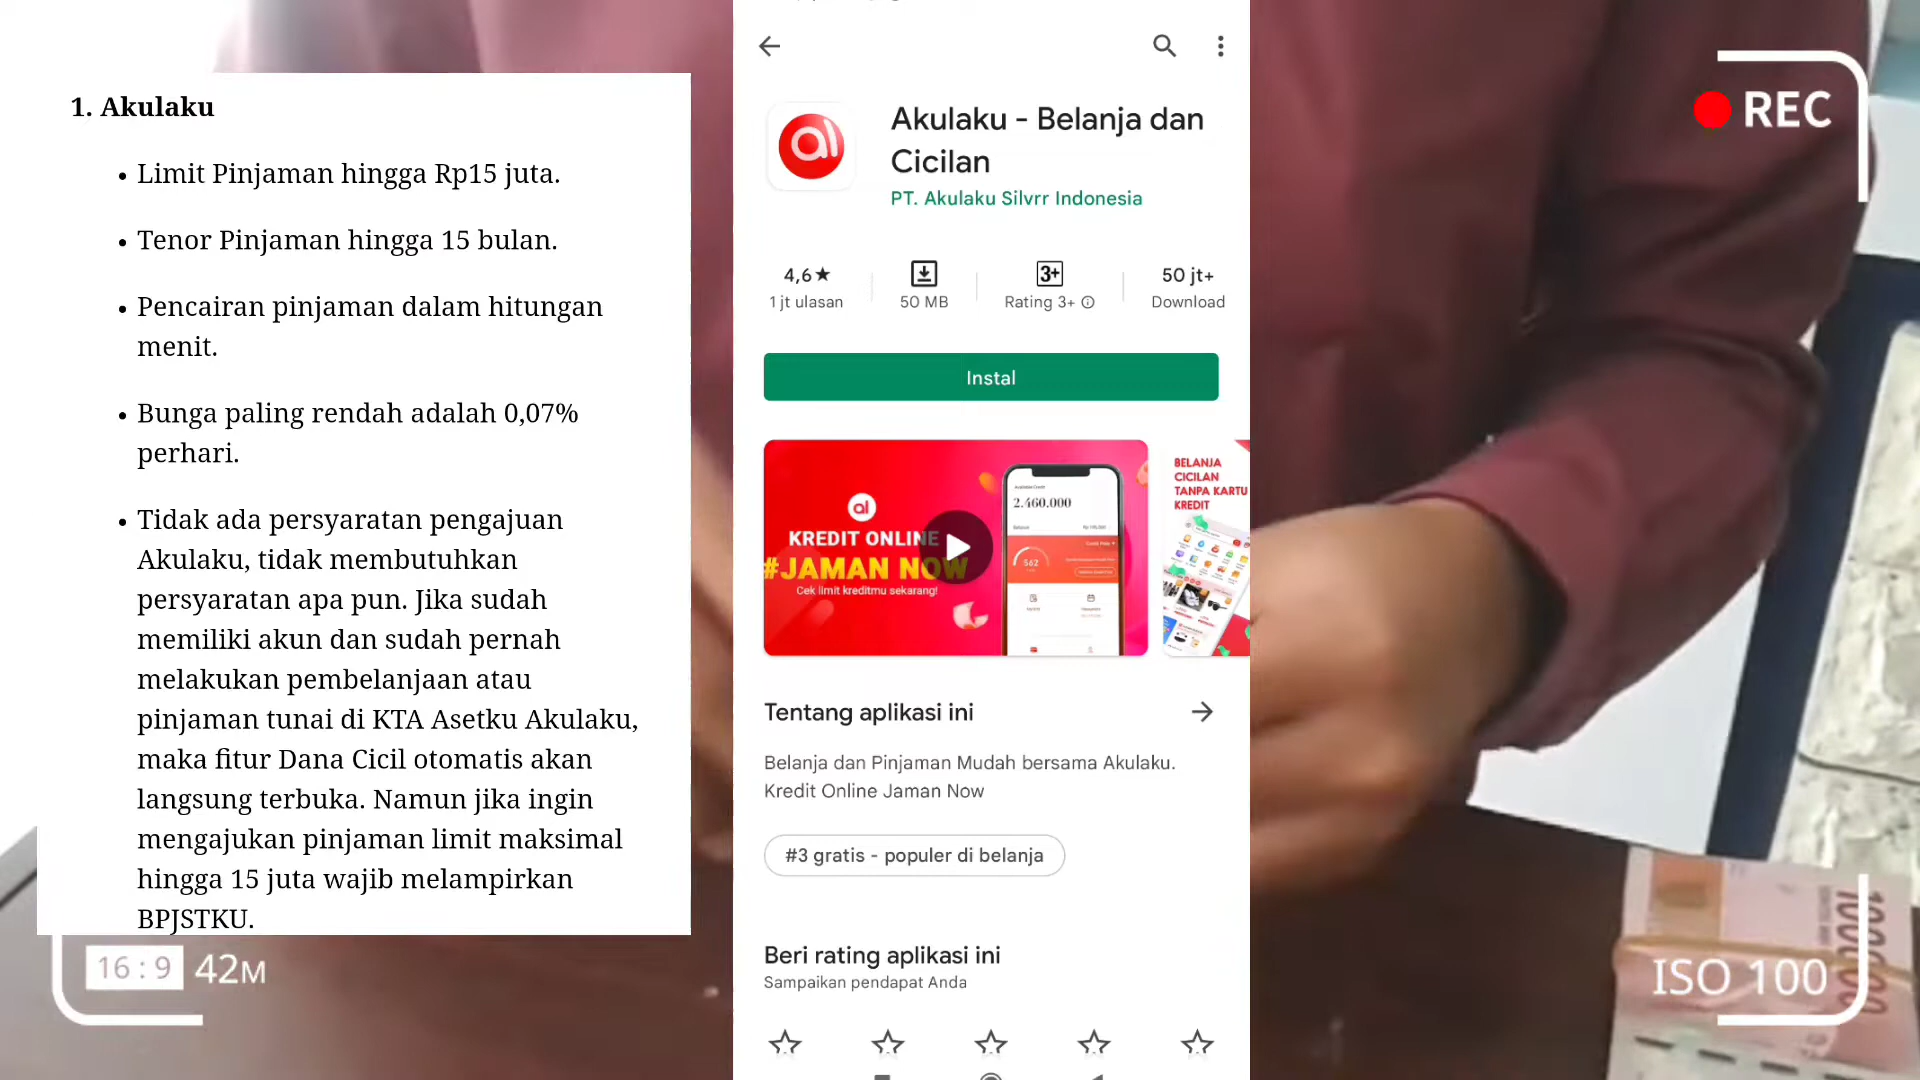 1. Akulaku
• Limit Pinjaman hingga Rp15 juta.
• Tenor Pinjaman hingga 15 bulan.
• Pencairan pinjaman dalam hitungan
menit.
• Bunga paling rendah adalah 0,07%
perhari.
• Tidak ada persyaratan pengajuan
Akulaku, tidak membutuhkan
persyaratan apa pun. Jika sudah
memiliki akun dan sudah pernah
melakukan pembelanjaan atau
pinjaman tunai di KTA Asetku Akulaku,
maka fitur Dana Cicil otomatis akan
langsung terbuka. Namun jika ingin
mengajukan pinjaman limit maksimal
hingga 15 juta wajib melampirkan
BPJSTKU.
16 : 9 42M
Akulaku - Belanja dan
Cicilan
PT. Akulaku Silvrr Indonesia
4,6★
1 jt ulasan
50 MB
3+
Rating 3+
50 jt+
Download
Instal
al
KREDIT ONLINE
#JAMAN NOW
Cek limit kreditmu sekarang!
2.460.000
562
BELANJA
CICILAN
TANPA KARTU
KREDIT
Tentang aplikasi ini
Belanja dan Pinjaman Mudah bersama Akulaku.
Kredit Online Jaman Now
#3 gratis - populer di belanja
Beri rating aplikasi ini
Sampaikan pendapat Anda
REC
ISO 100
100000